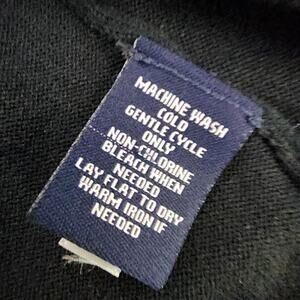 MACHINE WASH
COLD
GENTLE CYCLE
ONLY
NON-CHLORINE
BLEACH WHEN
NEEDED
LAY FLAT TO DRY
WARM IRON IF
NEEDED